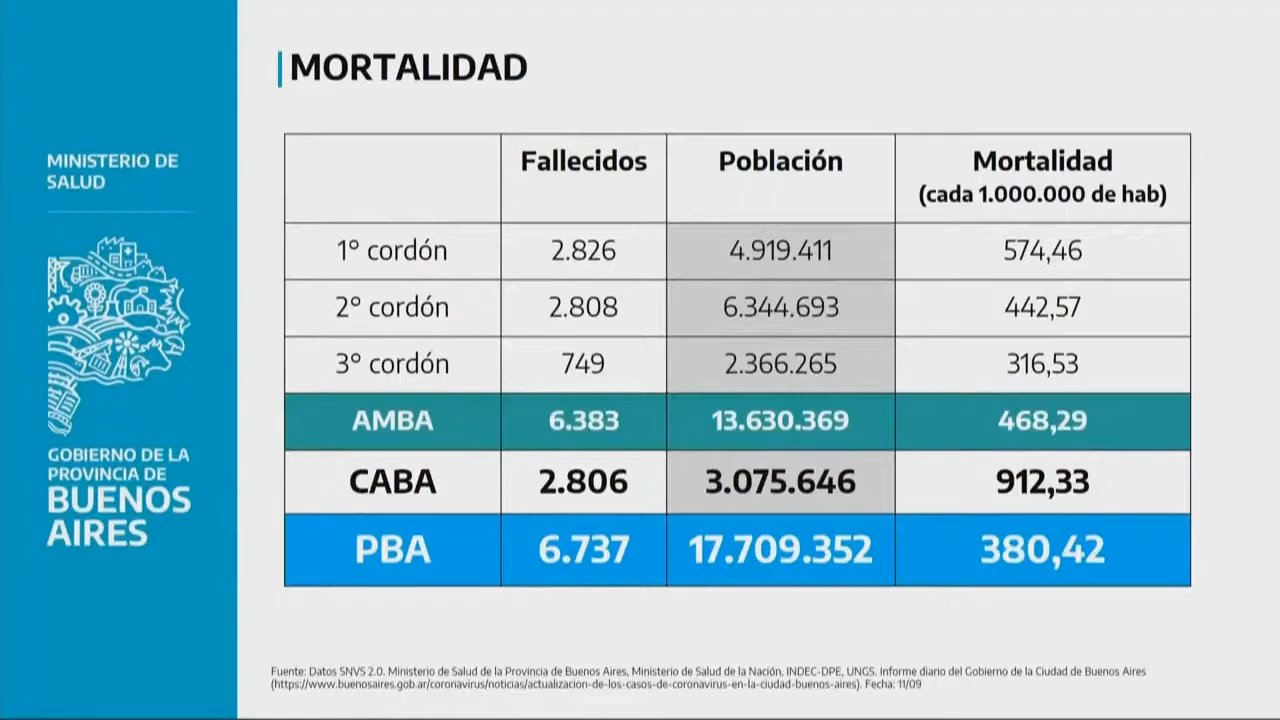 MORTALIDAD
MINISTERIO DE
SALUD
GOBIERNO DE LA
PROVINCIA DE
BUENOS
AIRES
Fallecidos Población Mortalidad
(cada 1.000.000 de hab)
1° cordón 2.826 4.919.411 574,46
2° cordón 2.808 6.344.693 442,57
3° cordón 749 2.366.265 316,53
AMBA 6.383 13.630.369 468,29
CABA 2.806 3.075.646 912,33
PBA 6.737 17.709.352 380,42
Fuente: Datos SNVS 2.0. Ministerio de Salud de la Provincia de Buenos Aires, Ministerio de Salud de la Nación, INDEC-DPE, UNGS. Informe diario del Gobierno de la Ciudad de Buenos Aires
(https://www.buenosaires.gob.ar/coronavirus/noticias/actualizacion-de-los-casos-de-coronavirus-en-la-ciudad-buenos-aires). Fecha: 11/09